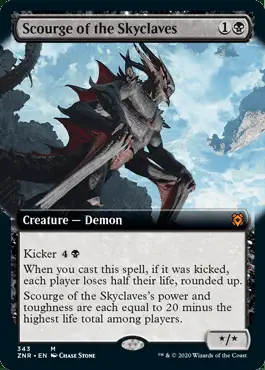 Scourge of the Skyclaves 1
Creature — Demon
Kicker 4
When you cast this spell, if it was kicked,
each player loses half their life, rounded up.
Scourge of the Skyclaves's power and
toughness are each equal to 20 minus the
highest life total among players.
343 M
ZNR • EN CHASE STONE
*/*
™ & © 2020 Wizards of the Coast